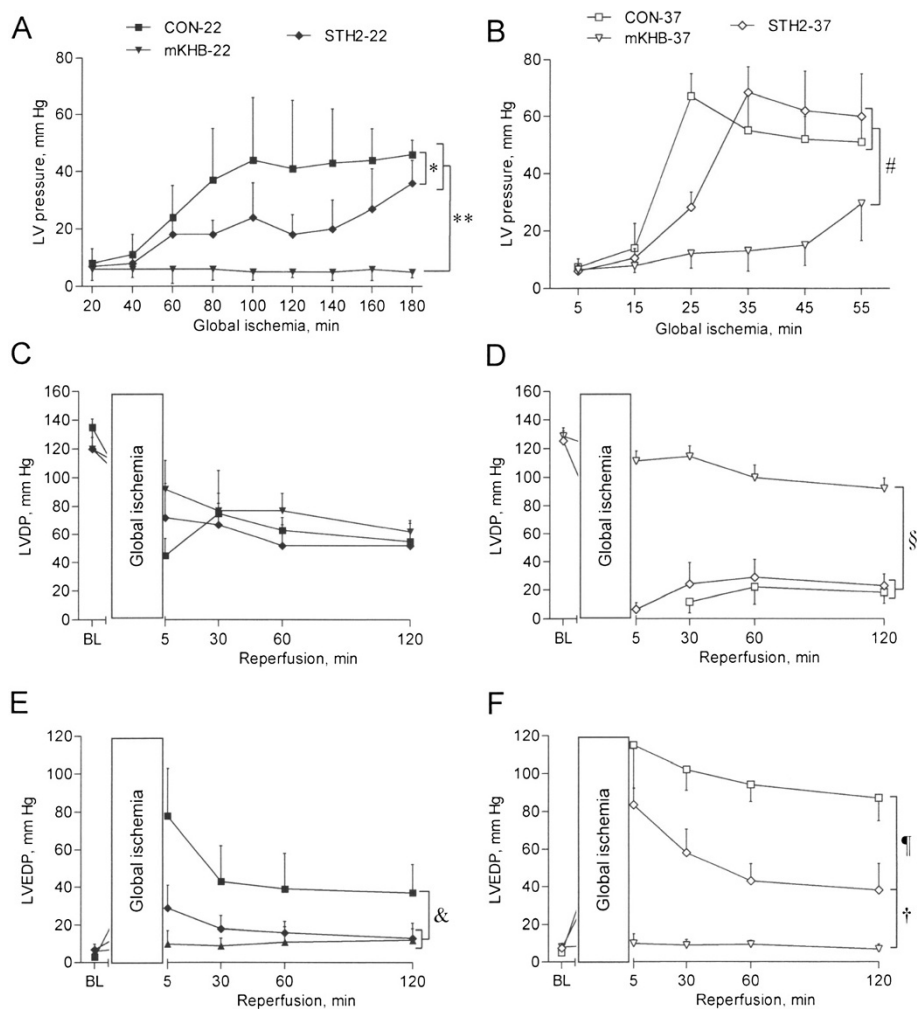 A
CON-22
mKHB-22
STH2-22
LV pressure, mm Hg
80
60
40
20
0
20 40 60 80 100 120 140 160 180
Global ischemia, min
*
**
B
CON-37
mKHB-37
STH2-37
LV pressure, mm Hg
80
60
40
20
0
5 15 25 35 45 55
Global ischemia, min
#
C
LVDP, mm Hg
160
140
120
100
80
60
40
20
0
Global ischemia
BL 5 30 60 120
Reperfusion, min
D
LVDP, mm Hg
160
140
120
100
80
60
40
20
0
Global ischemia
BL 5 30 60 120
Reperfusion, min
§
E
LVEDP, mm Hg
120
100
80
60
40
20
0
Global ischemia
BL 5 30 60 120
Reperfusion, min
&
F
LVEDP, mm Hg
120
100
80
60
40
20
0
Global ischemia
BL 5 30 60 120
Reperfusion, min
¶
†